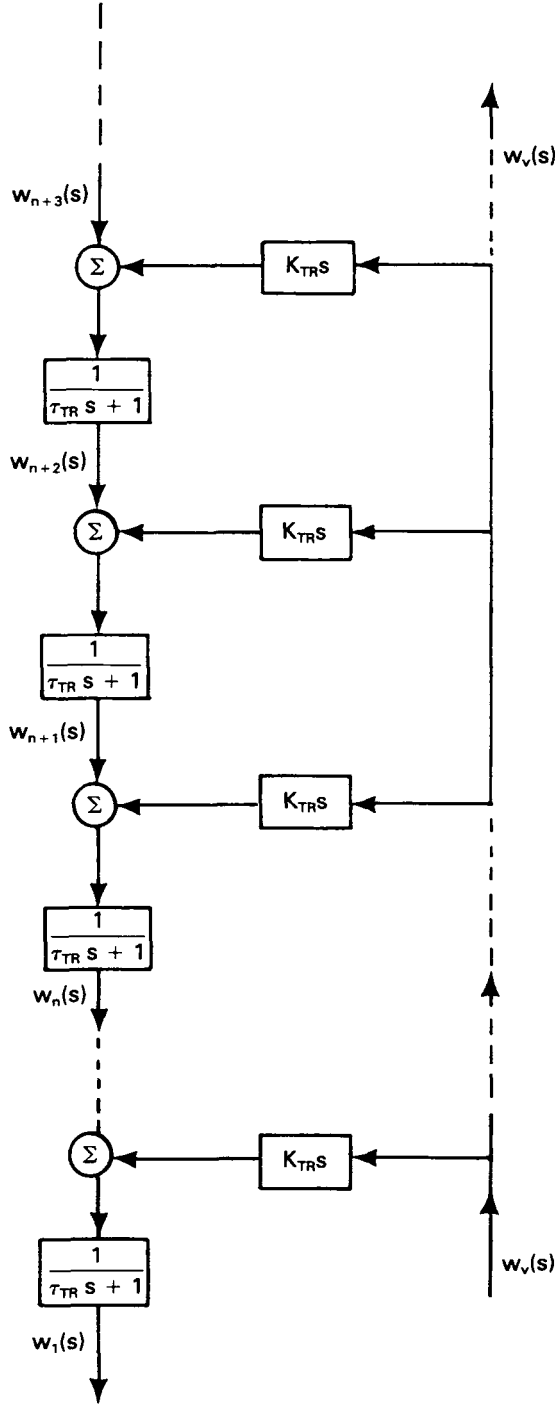 w_v(s)
w_{n+3}(s)
Σ
K_{TR}s
1
τ_{TR} s + 1
w_{n+2}(s)
Σ
K_{TR}s
1
τ_{TR} s + 1
w_{n+1}(s)
Σ
K_{TR}s
1
τ_{TR} s + 1
w_n(s)
Σ
K_{TR}s
1
τ_{TR} s + 1
w_v(s)
w_1(s)